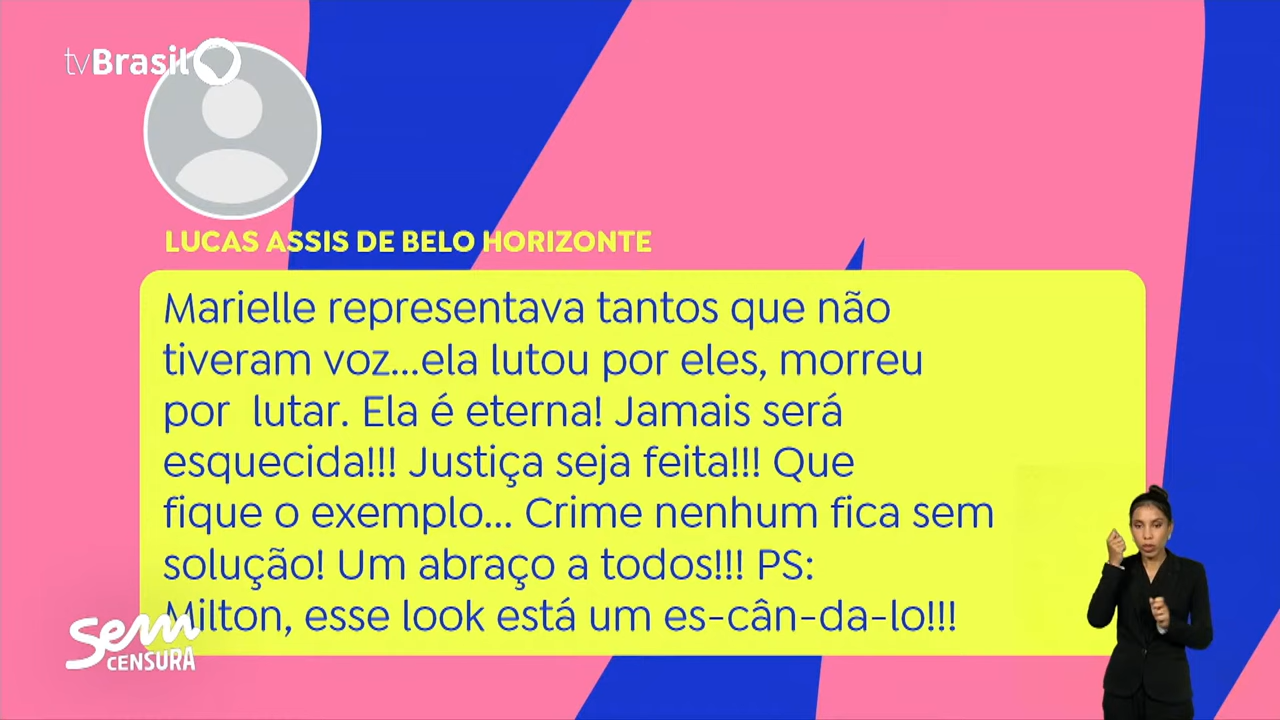 tvBrasil
LUCAS ASSIS DE BELO HORIZONTE
Marielle representava tantos que não
tiveram voz...ela lutou por eles, morreu
por  lutar. Ela é eterna! Jamais será
esquecida!!! Justiça seja feita!!! Que
fique o exemplo... Crime nenhum fica sem
solução! Um abraço a todos!!! PS:
Milton, esse look está um es-cân-da-lo!!!
Sem
CENSURA